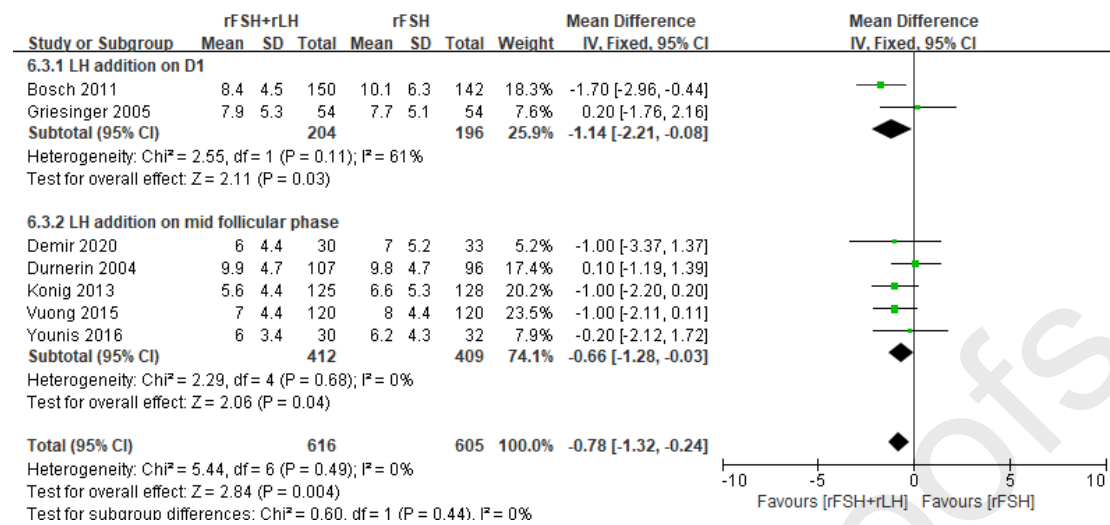 rFSH+rLH rFSH Mean Difference Mean Difference
Study or Subgroup Mean SD Total Mean SD Total Weight IV, Fixed, 95% CI IV, Fixed, 95% CI
6.3.1 LH addition on D1
Bosch 2011 8.4 4.5 150 10.1 6.3 142 18.3% -1.70 [-2.96, -0.44]
Griesinger 2005 7.9 5.3 54 7.7 5.1 54 7.6% 0.20 [-1.76, 2.16]
Subtotal (95% CI) 204 196 25.9% -1.14 [-2.21, -0.08]
Heterogeneity: Chi² = 2.55, df = 1 (P = 0.11); I² = 61%
Test for overall effect: Z = 2.11 (P = 0.03)
6.3.2 LH addition on mid follicular phase
Demir 2020 6 4.4 30 7 5.2 33 5.2% -1.00 [-3.37, 1.37]
Durnerin 2004 9.9 4.7 107 9.8 4.7 96 17.4% 0.10 [-1.19, 1.39]
Konig 2013 5.6 4.4 125 6.6 5.3 128 20.2% -1.00 [-2.20, 0.20]
Vuong 2015 7 4.4 120 8 4.4 120 23.5% -1.00 [-2.11, 0.11]
Younis 2016 6 3.4 30 6.2 4.3 32 7.9% -0.20 [-2.12, 1.72]
Subtotal (95% CI) 412 409 74.1% -0.66 [-1.28, -0.03]
Heterogeneity: Chi² = 2.29, df = 4 (P = 0.68); I² = 0%
Test for overall effect: Z = 2.06 (P = 0.04)
Total (95% CI) 616 605 100.0% -0.78 [-1.32, -0.24]
Heterogeneity: Chi² = 5.44, df = 6 (P = 0.49); I² = 0%
Test for overall effect: Z = 2.84 (P = 0.004)
Test for subgroup differences: Chi² = 0.60, df = 1 (P = 0.44), I² = 0%
-10 -5 0 5 10
Favours [rFSH+rLH] Favours [rFSH]
oofs